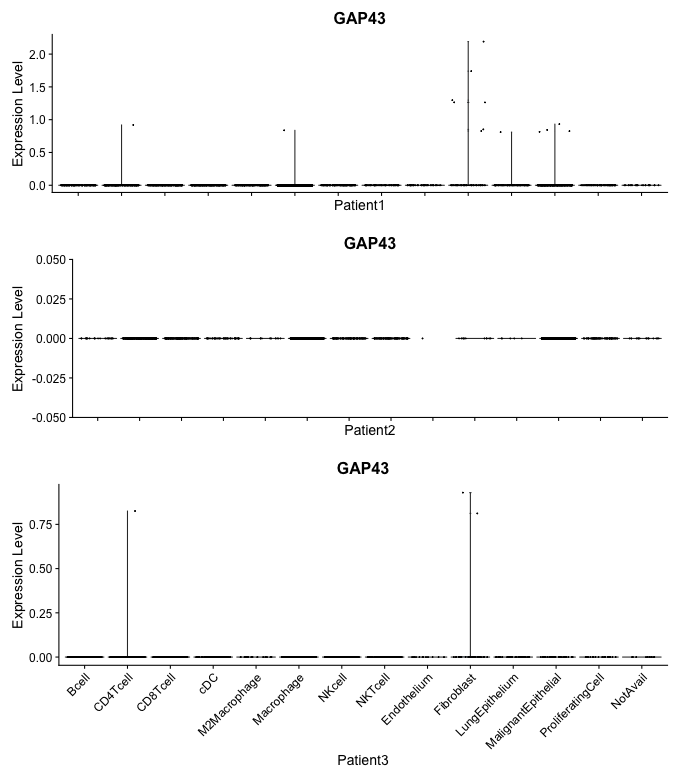 GAP43
Expression Level
2.0
1.5
1.0
0.5
0.0
Patient1
GAP43
Expression Level
0.050
0.025
0.000
-0.025
-0.050
Patient2
GAP43
Expression Level
0.75
0.50
0.25
0.00
Bcell
CD4Tcell
CD8Tcell
cDC
M2Macrophage
Macrophage
NKcell
NKTcell
Endothelium
Fibroblast
LungEpithelium
MalignantEpithelial
ProliferatingCell
NotAvail
Patient3